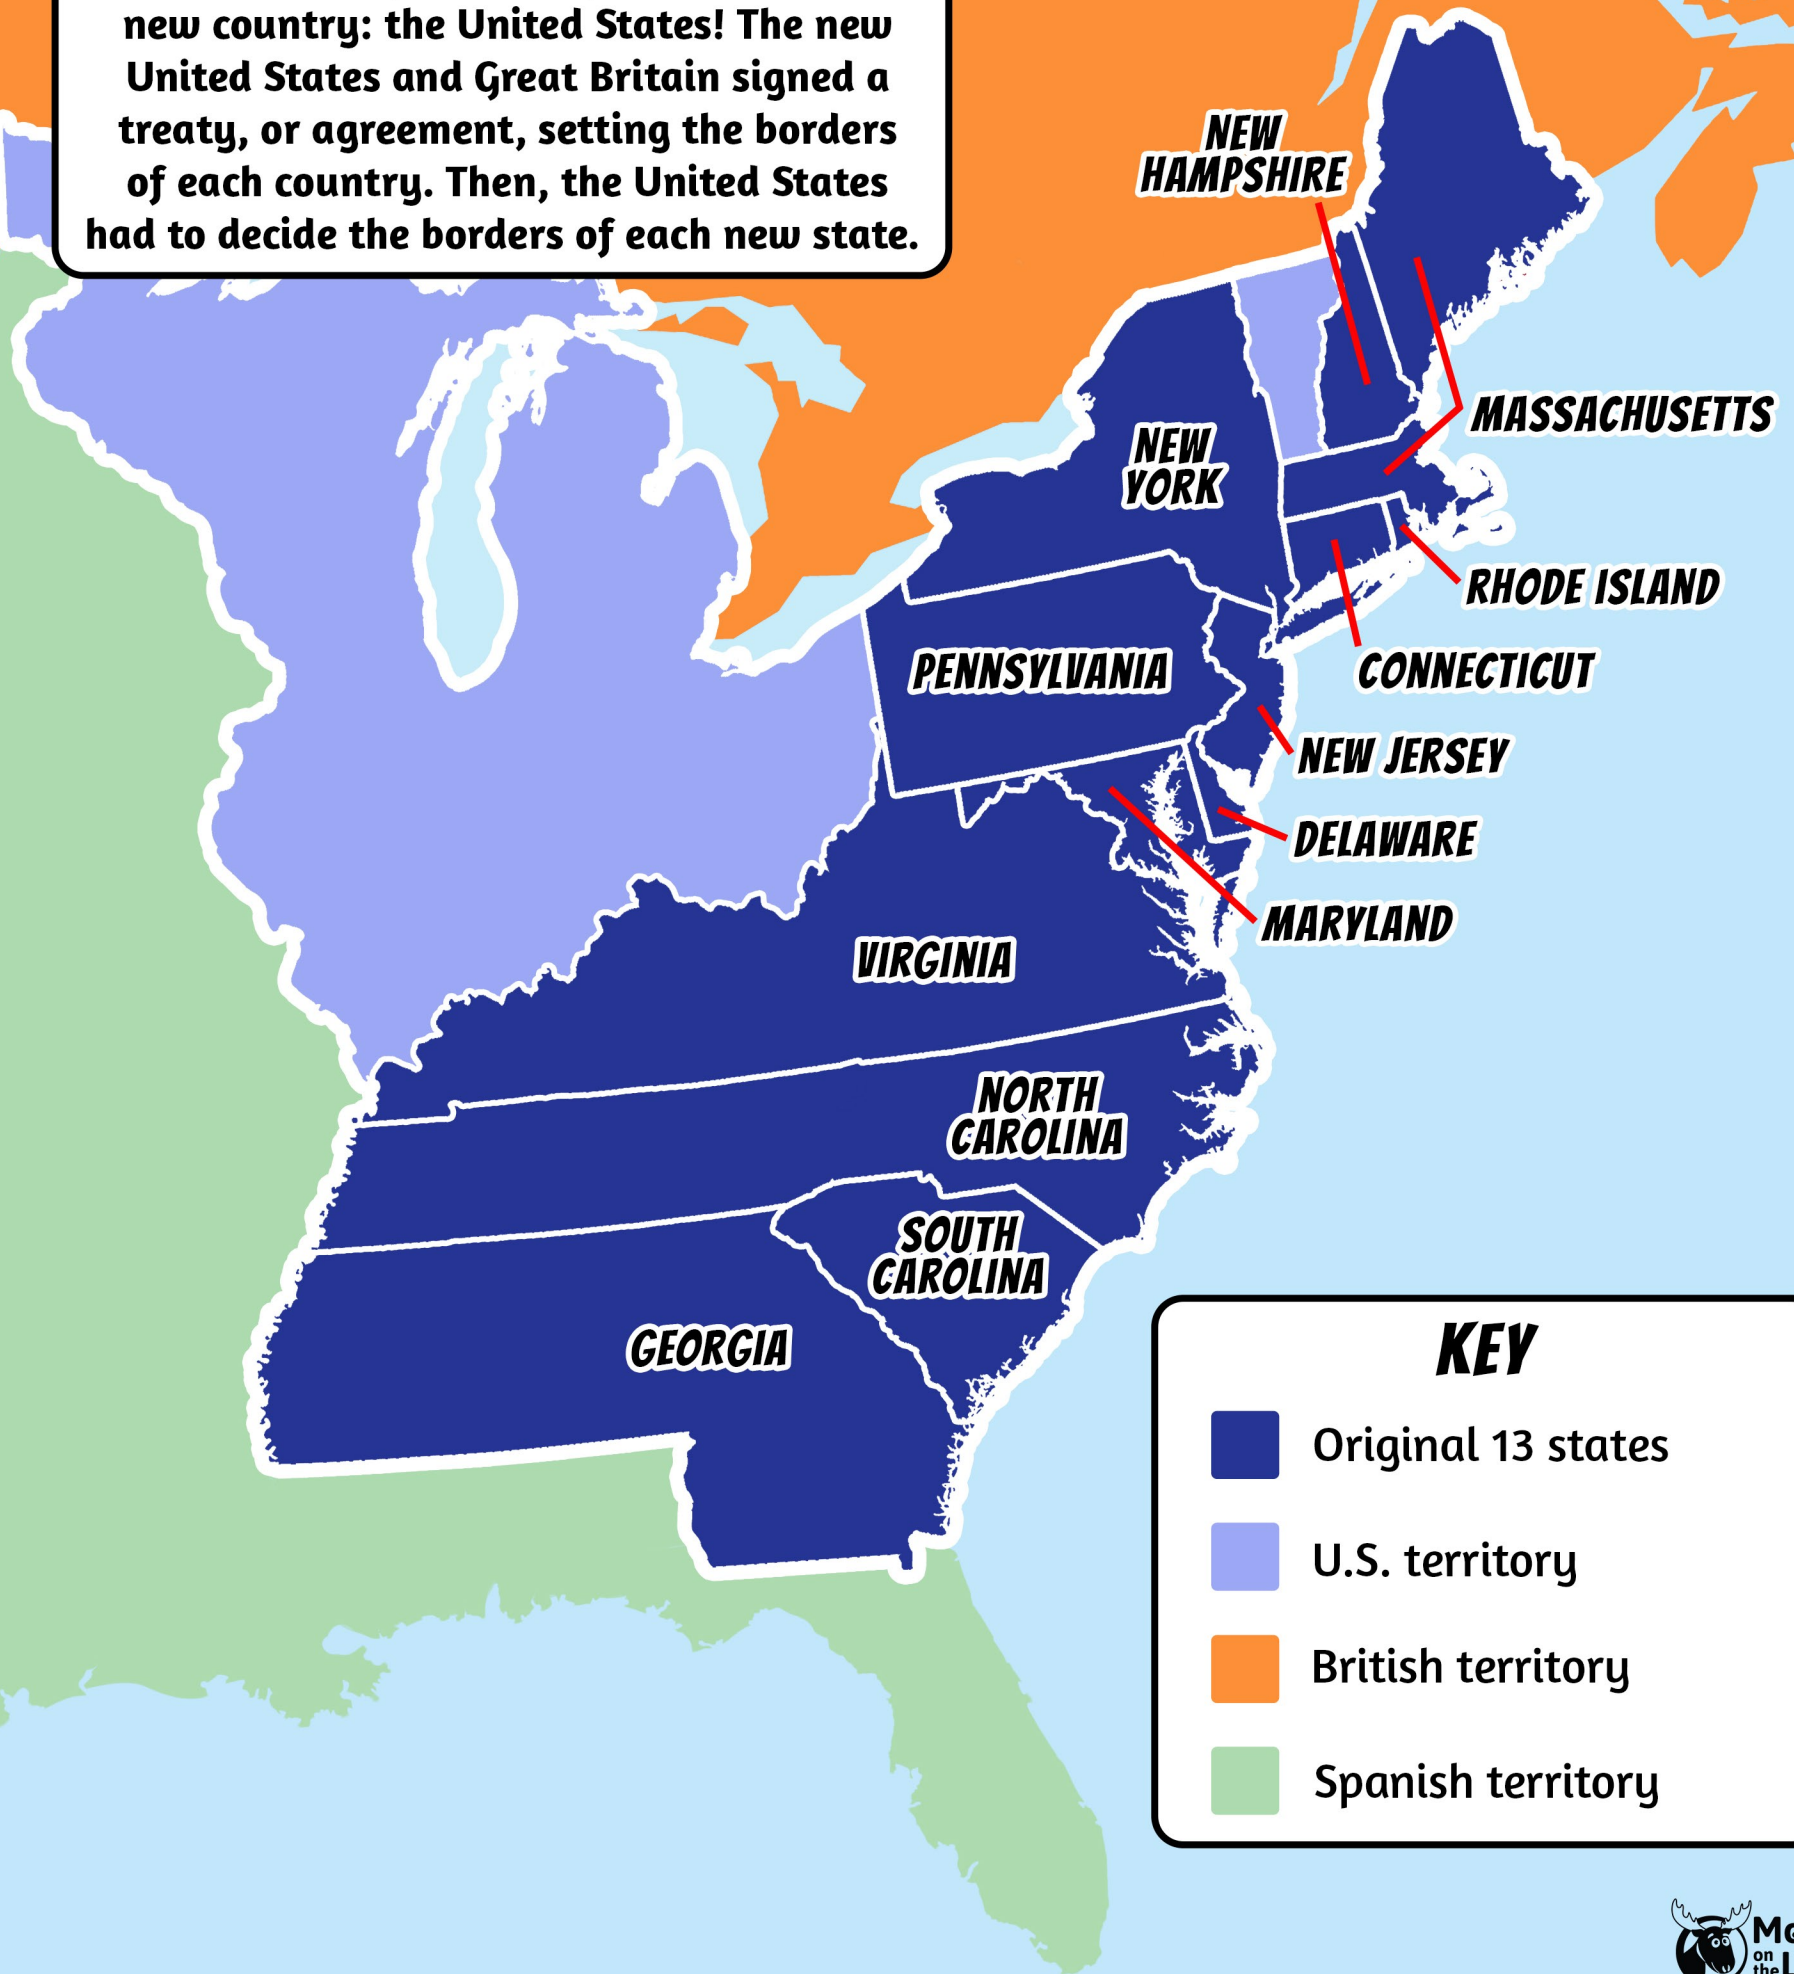 new country: the United States! The new
United States and Great Britain signed a
treaty, or agreement, setting the borders
of each country. Then, the United States
had to decide the borders of each new state.
NEW
HAMPSHIRE
MASSACHUSETTS
NEW
YORK
RHODE ISLAND
CONNECTICUT
PENNSYLVANIA
NEW JERSEY
DELAWARE
MARYLAND
VIRGINIA
NORTH
CAROLINA
SOUTH
CAROLINA
GEORGIA
KEY
Original 13 states
U.S. territory
British territory
Spanish territory
on
the